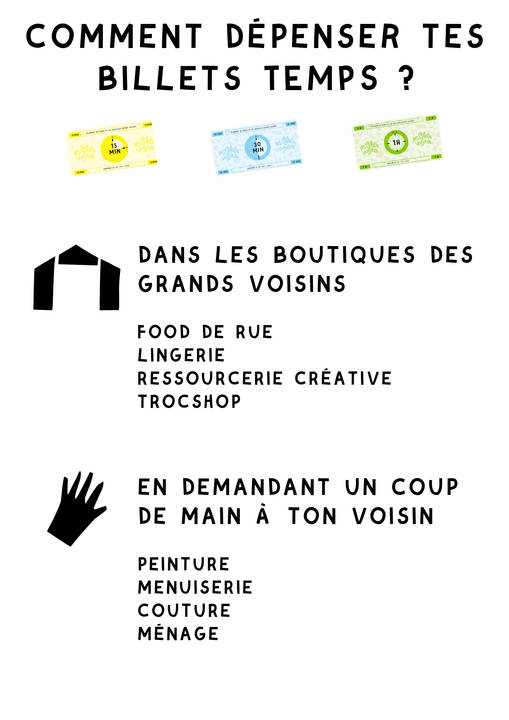 COMMENT DÉPENSER TES
BILLETS TEMPS ?
15
MIN
30
MIN
1H
DANS LES BOUTIQUES DES
GRANDS VOISINS
FOOD DE RUE
LINGERIE
RESSOURCERIE CRÉATIVE
TROCSHOP
EN DEMANDANT UN COUP
DE MAIN À TON VOISIN
PEINTURE
MENUISERIE
COUTURE
MÉNAGE